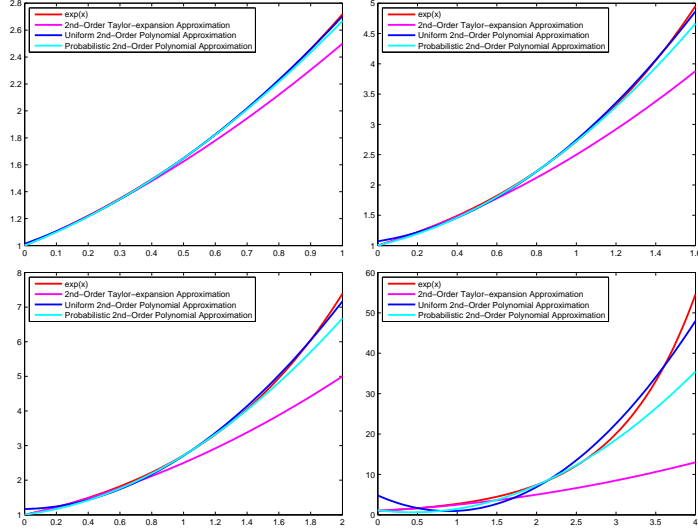 2.8
2.6
2.4
2.2
2
1.8
1.6
1.4
1.2
1
exp(x)
2nd−Order Taylor−expansion Approximation
Uniform 2nd−Order Polynomial Approximation
Probabilistic 2nd−Order Polynomial Approximation
0 0.1 0.2 0.3 0.4 0.5 0.6 0.7 0.8 0.9 1
5
4.5
4
3.5
3
2.5
2
1.5
1
exp(x)
2nd−Order Taylor−expansion Approximation
Uniform 2nd−Order Polynomial Approximation
Probabilistic 2nd−Order Polynomial Approximation
0 0.2 0.4 0.6 0.8 1 1.2 1.4 1.6
8
7
6
5
4
3
2
1
exp(x)
2nd−Order Taylor−expansion Approximation
Uniform 2nd−Order Polynomial Approximation
Probabilistic 2nd−Order Polynomial Approximation
0 0.2 0.4 0.6 0.8 1 1.2 1.4 1.6 1.8 2
60
50
40
30
20
10
0
exp(x)
2nd−Order Taylor−expansion Approximation
Uniform 2nd−Order Polynomial Approximation
Probabilistic 2nd−Order Polynomial Approximation
0 0.5 1 1.5 2 2.5 3 3.5 4